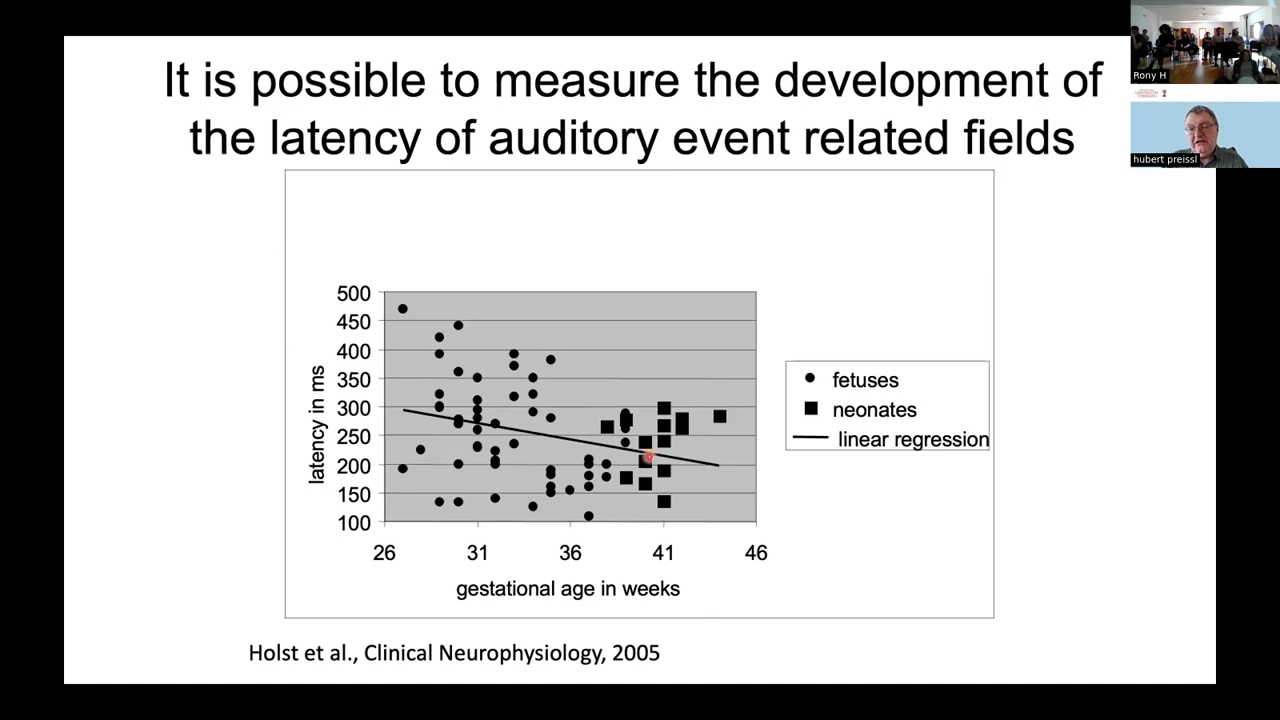 It is possible to measure the development of
the latency of auditory event related fields
Rony H
hubert preissl
500
450
400
350
300
250
200
150
100
latency in ms
26 31 36 41 46
gestational age in weeks
fetuses
neonates
linear regression
Holst et al., Clinical Neurophysiology, 2005